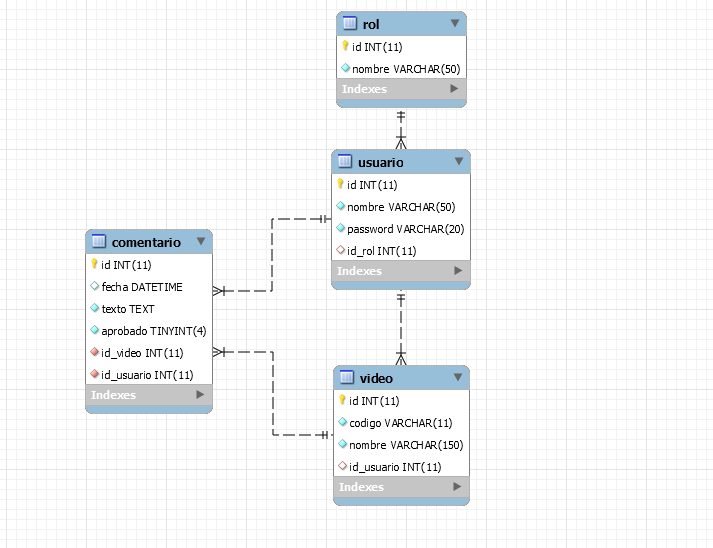 rol
id INT(11)
nombre VARCHAR(50)
Indexes
usuario
id INT(11)
nombre VARCHAR(50)
password VARCHAR(20)
id_rol INT(11)
Indexes
comentario
id INT(11)
fecha DATETIME
texto TEXT
aprobado TINYINT(4)
id_video INT(11)
id_usuario INT(11)
Indexes
video
id INT(11)
codigo VARCHAR(11)
nombre VARCHAR(150)
id_usuario INT(11)
Indexes